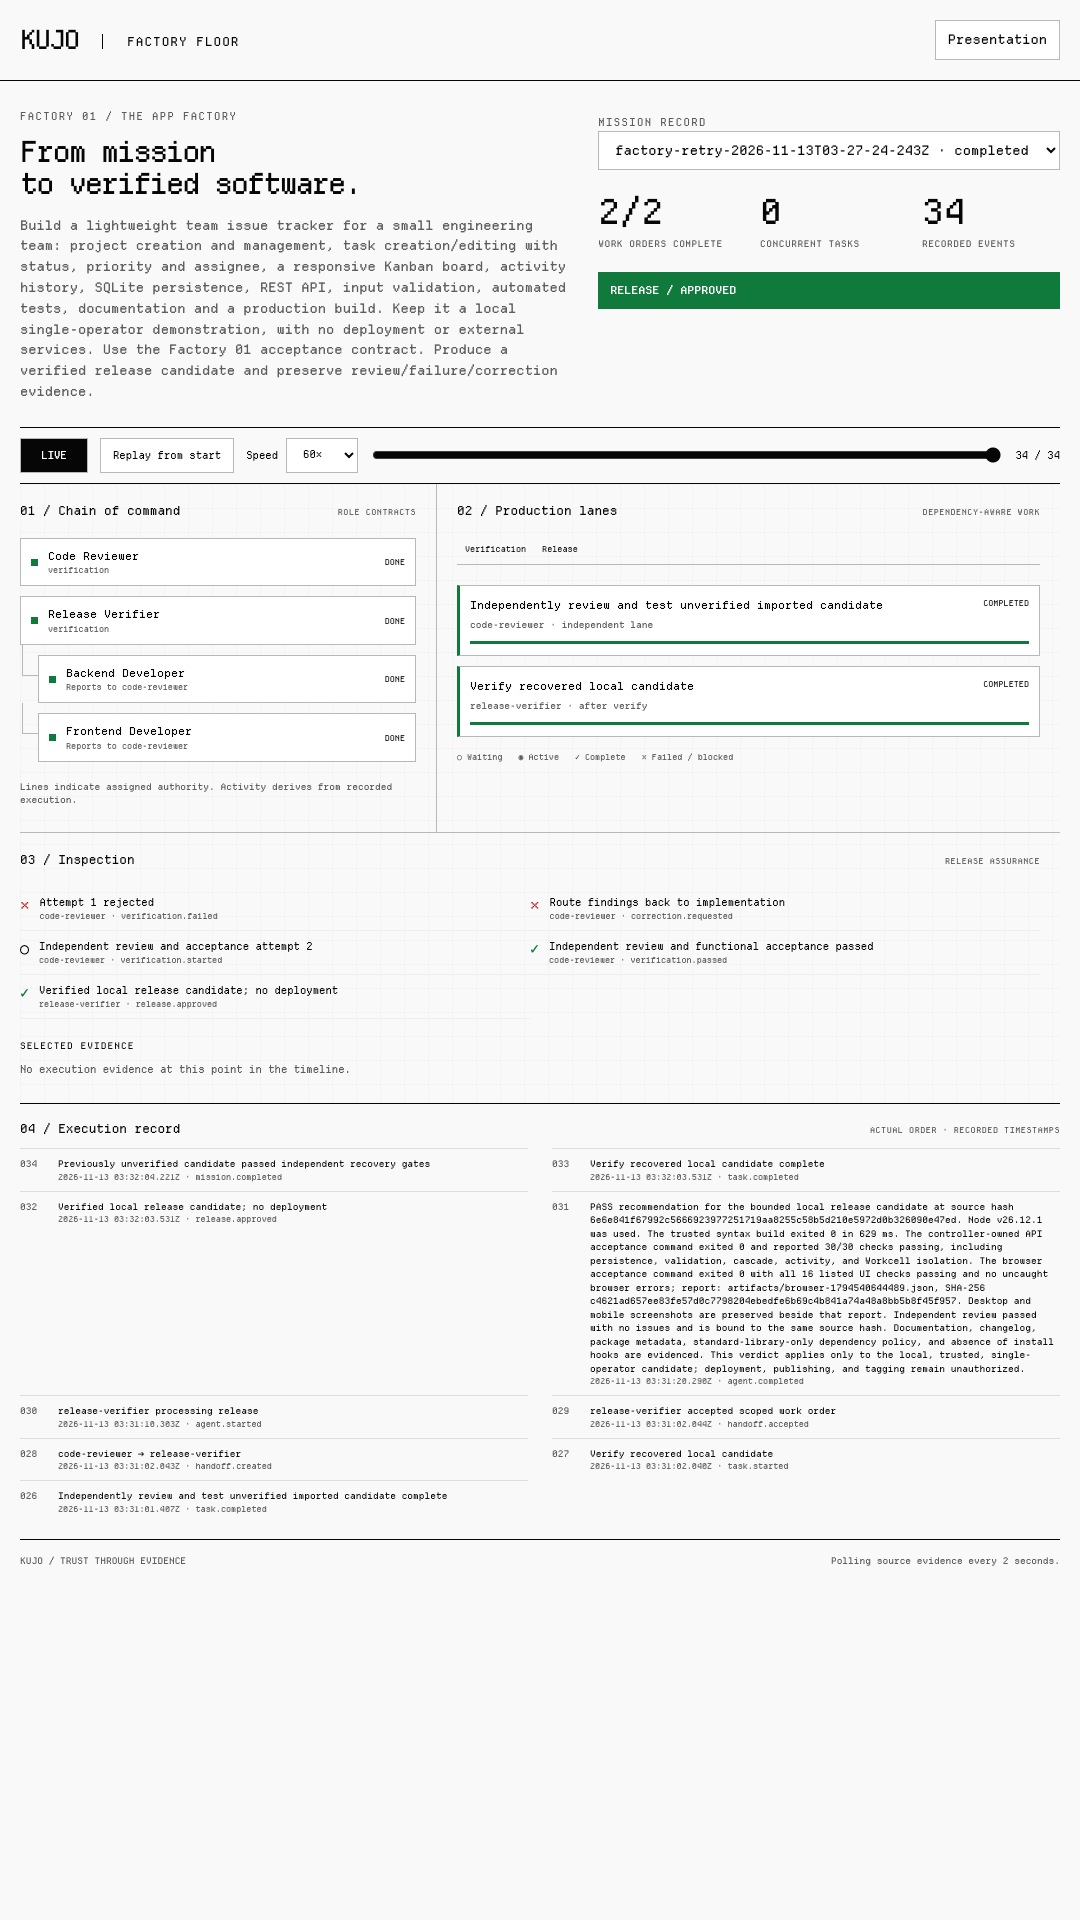 KUJO | FACTORY FLOOR
Presentation
FACTORY 01 / THE APP FACTORY
From mission
to verified software.
Build a lightweight team issue tracker for a small engineering
team: project creation and management, task creation/editing with
status, priority and assignee, a responsive Kanban board, activity
history, SQLite persistence, REST API, input validation, automated
tests, documentation and a production build. Keep it a local
single-operator demonstration, with no deployment or external
services. Use the Factory 01 acceptance contract. Produce a
verified release candidate and preserve review/failure/correction
evidence.
MISSION RECORD
factory-retry-2026-11-13T03-27-24-243Z · completed
2/2
WORK ORDERS COMPLETE
0
CONCURRENT TASKS
34
RECORDED EVENTS
RELEASE / APPROVED
LIVE
Replay from start
Speed
60×
34 / 34
01 / Chain of command
ROLE CONTRACTS
Code Reviewer
verification
DONE
Release Verifier
verification
DONE
Backend Developer
Reports to code-reviewer
DONE
Frontend Developer
Reports to code-reviewer
DONE
Lines indicate assigned authority. Activity derives from recorded
execution.
02 / Production lanes
DEPENDENCY-AWARE WORK
Verification Release
Independently review and test unverified imported candidate
COMPLETED
code-reviewer · independent lane
Verify recovered local candidate
COMPLETED
release-verifier · after verify
○ Waiting ◉ Active ✓ Complete × Failed / blocked
03 / Inspection
RELEASE ASSURANCE
× Attempt 1 rejected
code-reviewer · verification.failed
× Route findings back to implementation
code-reviewer · correction.requested
○ Independent review and acceptance attempt 2
code-reviewer · verification.started
✓ Independent review and functional acceptance passed
code-reviewer · verification.passed
✓ Verified local release candidate; no deployment
release-verifier · release.approved
SELECTED EVIDENCE
No execution evidence at this point in the timeline.
04 / Execution record
ACTUAL ORDER · RECORDED TIMESTAMPS
034 Previously unverified candidate passed independent recovery gates
2026-11-13 03:32:04.221Z · mission.completed
033 Verify recovered local candidate complete
2026-11-13 03:32:03.531Z · task.completed
032 Verified local release candidate; no deployment
2026-11-13 03:32:03.531Z · release.approved
031 PASS recommendation for the bounded local release candidate at source hash
6e6e841f67992c5666923977251719aa8255c58b5d210e5972d0b326090e47ed. Node v26.12.1
was used. The trusted syntax build exited 0 in 629 ms. The controller-owned API
acceptance command exited 0 and reported 30/30 checks passing, including
persistence, validation, cascade, activity, and Workcell isolation. The browser
acceptance command exited 0 with all 16 listed UI checks passing and no uncaught
browser errors; report: artifacts/browser-1794540644489.json, SHA-256
c4621ad657ee83fe57d0c7798204ebedfe6b69c4b841a74a48a8bb5b8f45f957. Desktop and
mobile screenshots are preserved beside that report. Independent review passed
with no issues and is bound to the same source hash. Documentation, changelog,
package metadata, standard-library-only dependency policy, and absence of install
hooks are evidenced. This verdict applies only to the local, trusted, single-
operator candidate; deployment, publishing, and tagging remain unauthorized.
2026-11-13 03:31:20.290Z · agent.completed
030 release-verifier processing release
2026-11-13 03:31:10.303Z · agent.started
029 release-verifier accepted scoped work order
2026-11-13 03:31:02.044Z · handoff.accepted
028 code-reviewer → release-verifier
2026-11-13 03:31:02.043Z · handoff.created
027 Verify recovered local candidate
2026-11-13 03:31:02.040Z · task.started
026 Independently review and test unverified imported candidate complete
2026-11-13 03:31:01.407Z · task.completed
KUJO / TRUST THROUGH EVIDENCE
Polling source evidence every 2 seconds.